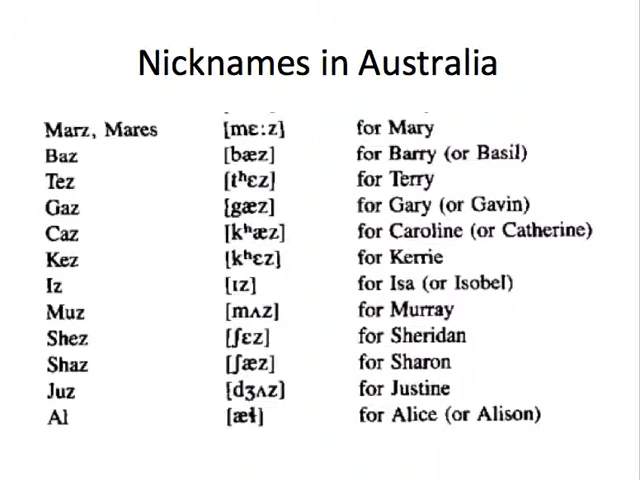 Nicknames in Australia
Marz, Mares [mɛːz] for Mary
Baz [bæz] for Barry (or Basil)
Tez [tʰɛz] for Terry
Gaz [gæz] for Gary (or Gavin)
Caz [kʰæz] for Caroline (or Catherine)
Kez [kʰɛz] for Kerrie
Iz [ɪz] for Isa (or Isobel)
Muz [mʌz] for Murray
Shez [ʃɛz] for Sheridan
Shaz [ʃæz] for Sharon
Juz [dʒʌz] for Justine
Al [æɫ] for Alice (or Alison)